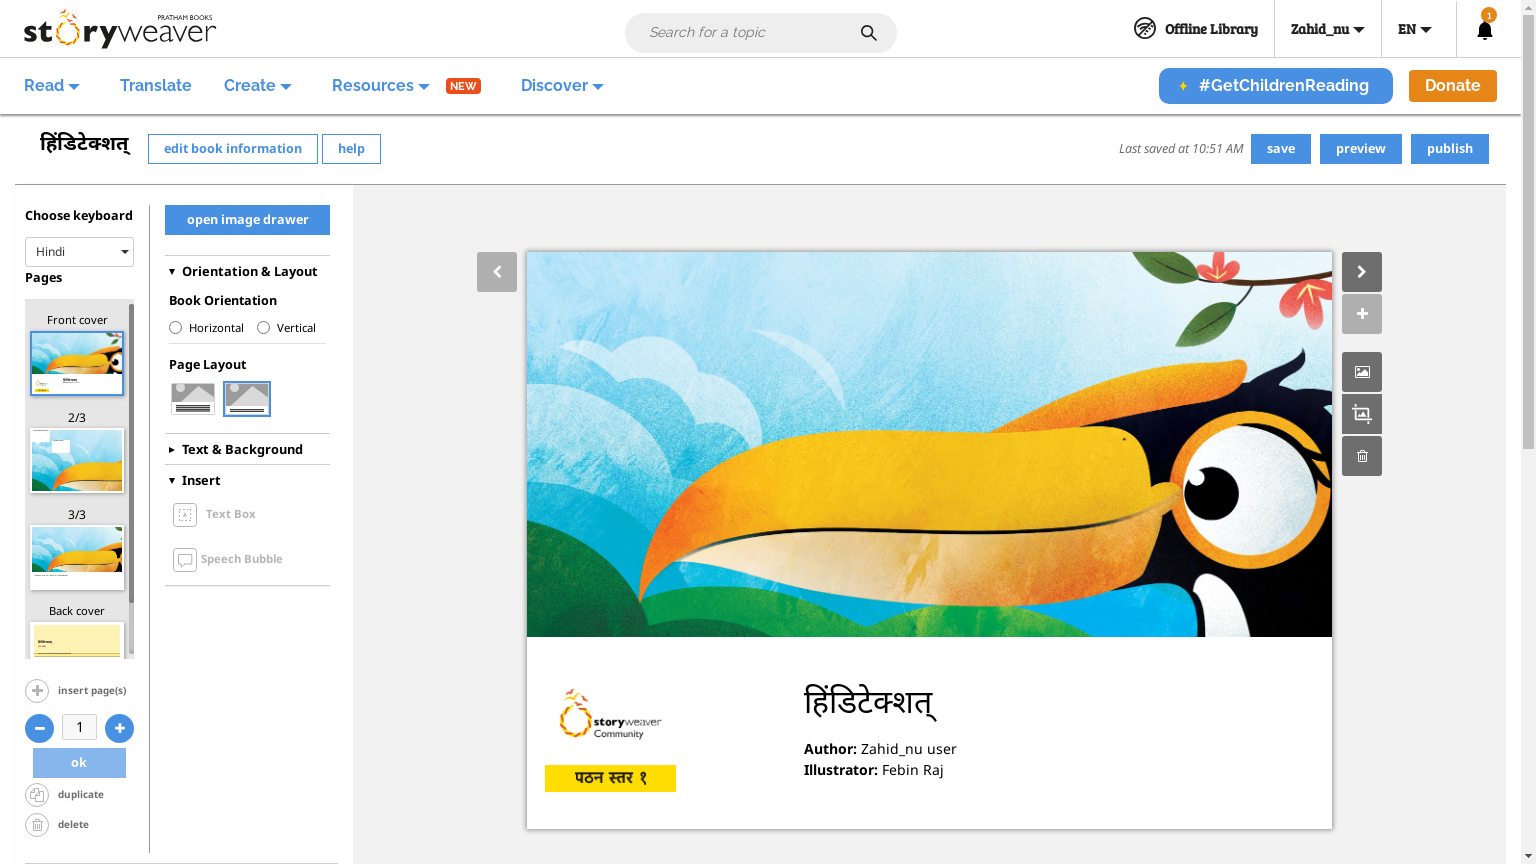 PRATHAM BOOKS
storyweaver
Search for a topic
Offline Library
Zahid_nu
EN
1
Read
Translate
Create
Resources
NEW
Discover
#GetChildrenReading
Donate
हिंडिटेक्शत्
edit book information
help
Last saved at 10:51 AM
save
preview
publish
Choose keyboard
Hindi
Pages
Front cover
2/3
3/3
Back cover
insert page(s)
1
ok
duplicate
delete
open image drawer
Orientation & Layout
Book Orientation
Horizontal
Vertical
Page Layout
Text & Background
Insert
Text Box
Speech Bubble
storyweaver
Community
पठन स्तर १
हिंडिटेक्शत्
Author: Zahid_nu user
Illustrator: Febin Raj